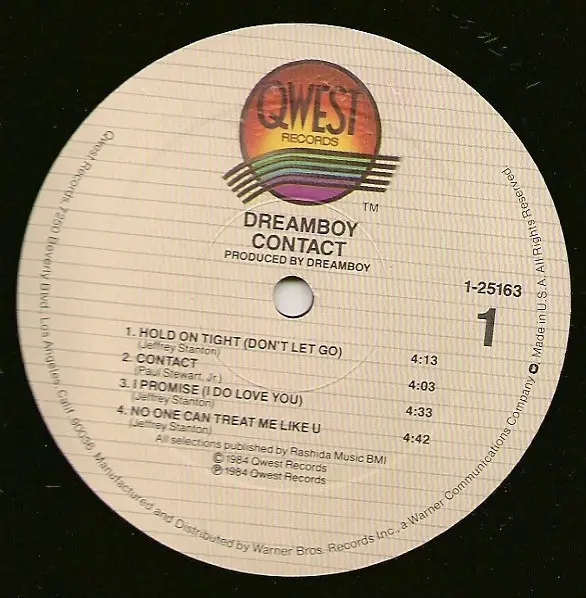 QWEST
RECORDS
TM
DREAMBOY
CONTACT
PRODUCED BY DREAMBOY
1-25163
1
1. HOLD ON TIGHT (DON'T LET GO) 4:13
(Jeffrey Stanton)
2. CONTACT 4:03
(Paul Stewart, Jr.)
3. I PROMISE (I DO LOVE YOU) 4:33
(Jeffrey Stanton)
4. NO ONE CAN TREAT ME LIKE U 4:42
(Jeffrey Stanton)
All selections published by Rashida Music BMI
© 1984 Qwest Records
℗ 1984 Qwest Records
Qwest Records, 7250 Beverly Blvd., Los Angeles, Calif. 90036, Manufactured and Distributed by Warner Bros. Records Inc., a Warner Communications Company. Made in U.S.A. All Rights Reserved.